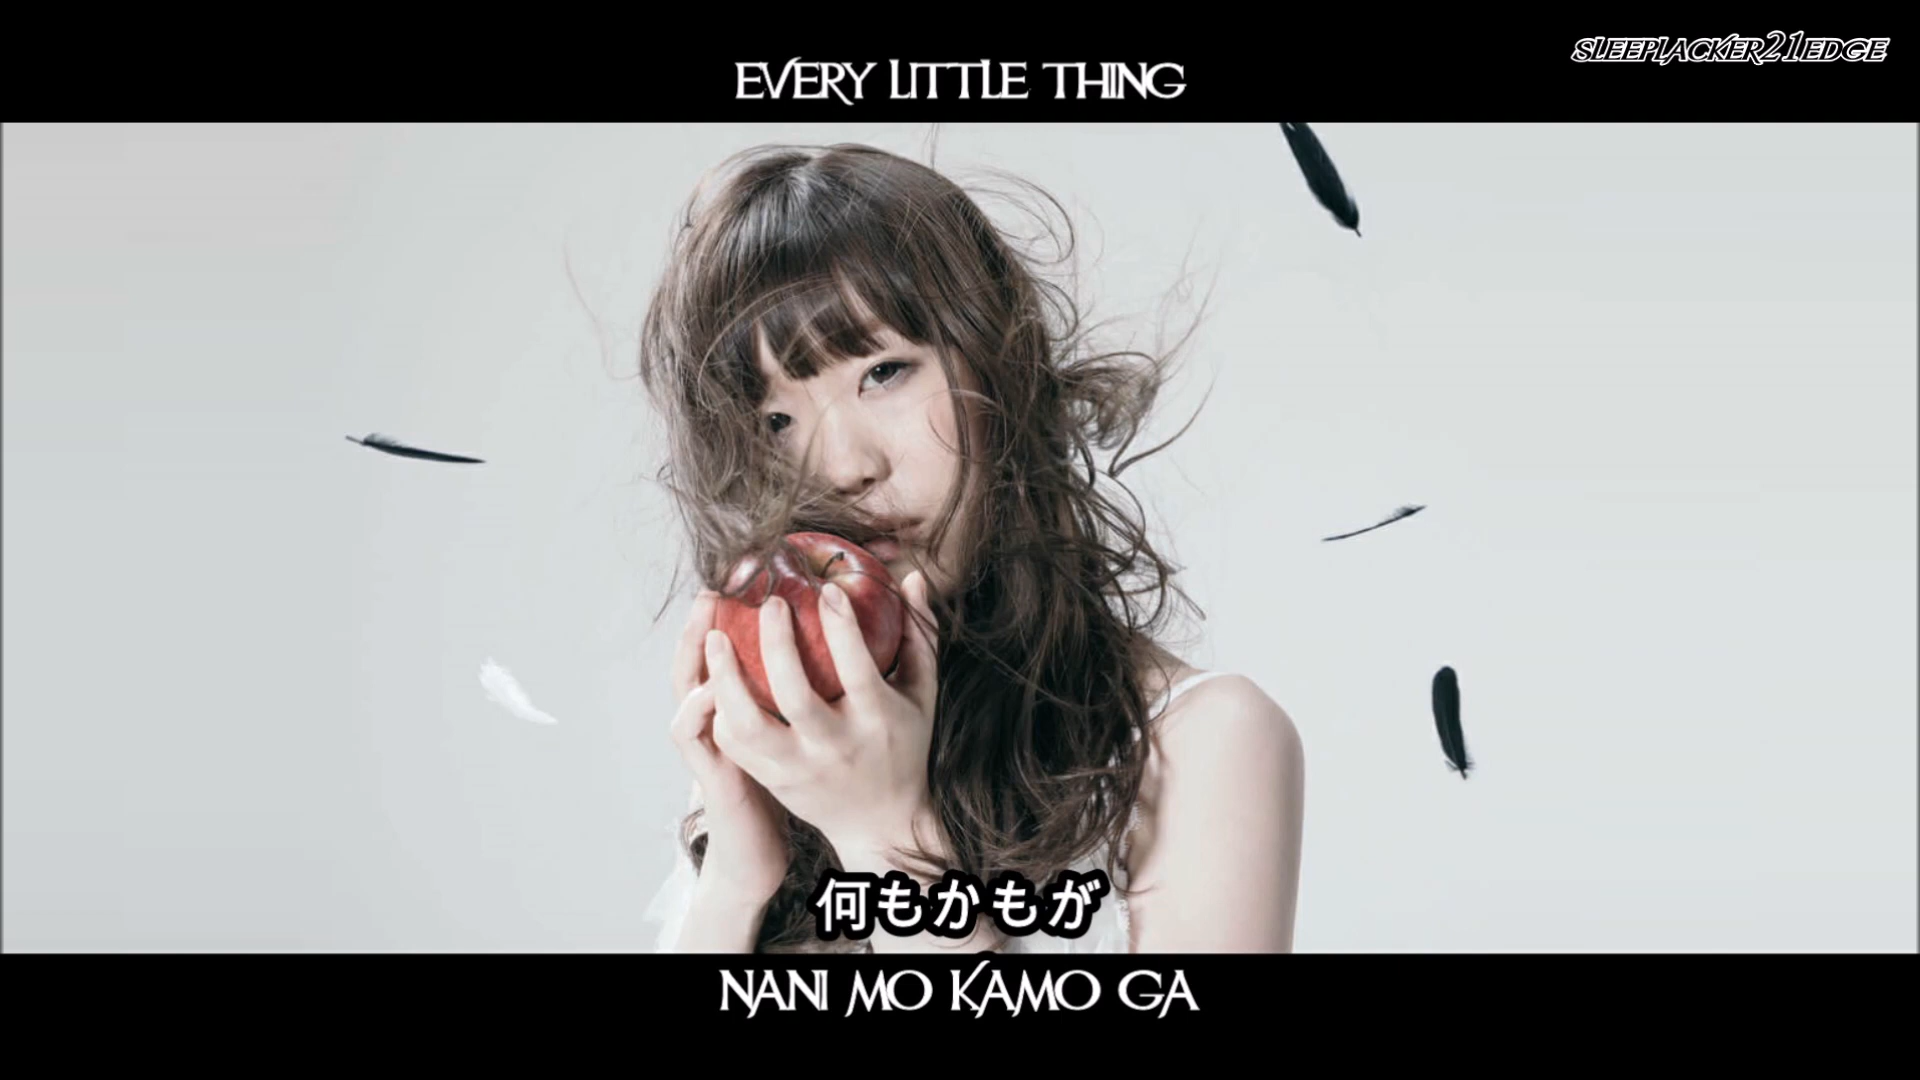 SLEEPLACKER21EDGE
EVERY LITTLE THING
何もかもが
NANI MO KAMO GA